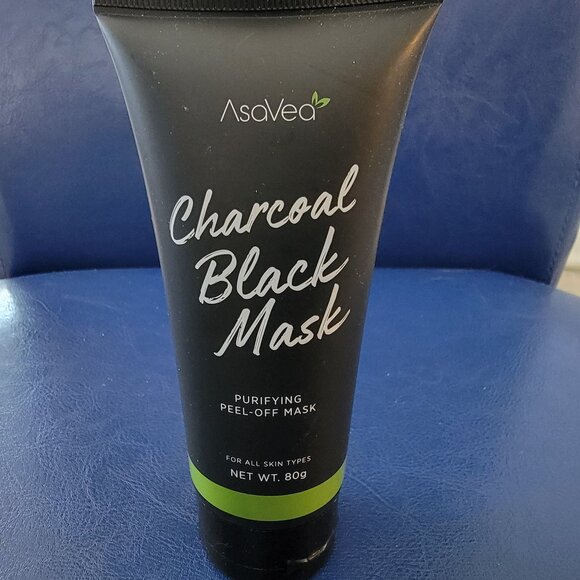 AsaVea
Charcoal
Black
Mask
PURIFYING
PEEL-OFF MASK
FOR ALL SKIN TYPES
NET WT. 80g